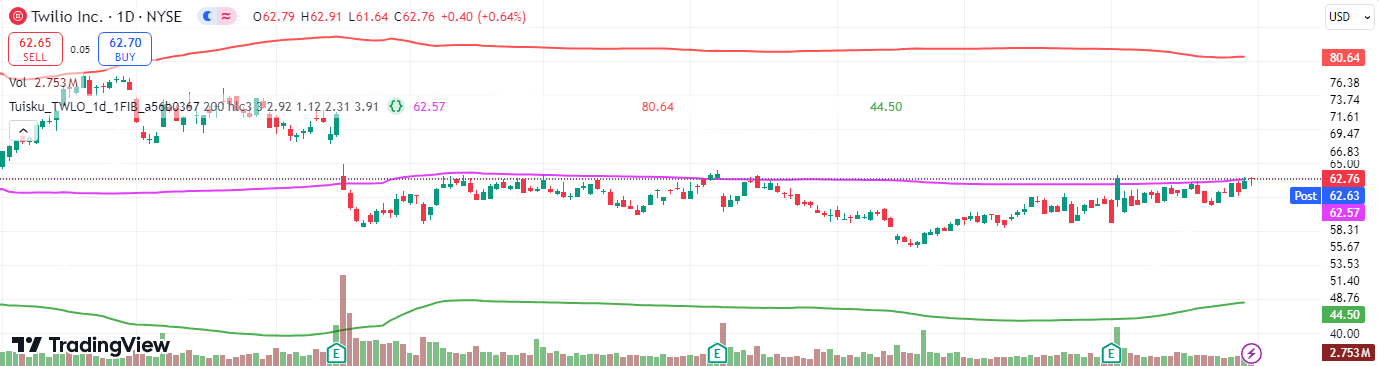 Twilio Inc. · 1D · NYSE O62.79 H62.91 L61.64 C62.76 +0.40 (+0.64%)
USD
62.65 SELL
0.05
62.70 BUY
Vol 2.753 M
Tuisku_TWLO_1d_1FIB_a56b0367 200 hlc3 3 2.92 1.12 2.31 3.91 {} 62.57 80.64 44.50
80.64
76.38
73.74
71.61
69.47
66.83
65.00
62.76
Post 62.63
62.57
58.31
55.67
53.53
51.40
48.76
44.50
40.00
2.753 M
TradingView
E
E
E